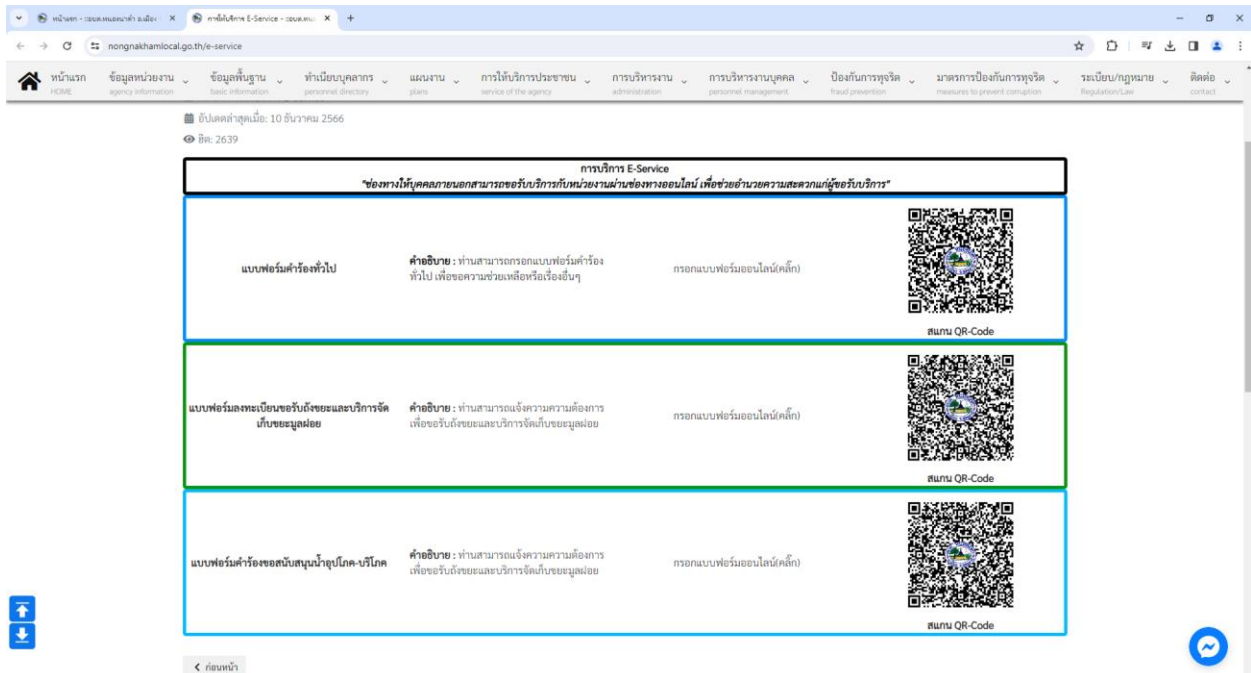 การให้บริการ E-Service - ระบต.หนอ
nongnakhamlocal.go.th/e-service
หน้าแรก ข้อมูลหน่วยงาน ข้อมูลพื้นฐาน ทำเนียบบุคลากร แผนงาน การให้บริการประชาชน การบริหารงาน การบริหารงานบุคคล ป้องกันการทุจริต มาตรการป้องกันการทุจริต ระเบียบ/กฎหมาย ติดต่อ
HOME agency information basic information personnel directory plans service of the agency administration personnel management fraud prevention measures to prevent corruption Regulation/Law contact
อัปเดตล่าสุดเมื่อ: 10 ธันวาคม 2566
ฮิต: 2639
การบริการ E-Service
"ช่องทางให้บุคคลภายนอกสามารถขอรับบริการกับหน่วยงานผ่านช่องทางออนไลน์ เพื่อช่วยอำนวยความสะดวกแก่ผู้ขอรับบริการ"
แบบฟอร์มคำร้องทั่วไป
คำอธิบาย : ท่านสามารถกรอกแบบฟอร์มคำร้อง
ทั่วไป เพื่อขอความช่วยเหลือหรือเรื่องอื่นๆ
กรอกแบบฟอร์มออนไลน์(คลิ๊ก)
สแกน QR-Code
แบบฟอร์มลงทะเบียนขอรับถังขยะและบริการจัด
เก็บขยะมูลฝอย
คำอธิบาย : ท่านสามารถแจ้งความความต้องการ
เพื่อขอรับถังขยะและบริการจัดเก็บขยะมูลฝอย
กรอกแบบฟอร์มออนไลน์(คลิ๊ก)
สแกน QR-Code
แบบฟอร์มคำร้องขอสนับสนุนน้ำอุปโภค-บริโภค
คำอธิบาย : ท่านสามารถแจ้งความความต้องการ
เพื่อขอรับถังขยะและบริการจัดเก็บขยะมูลฝอย
กรอกแบบฟอร์มออนไลน์(คลิ๊ก)
สแกน QR-Code
ก่อนหน้า